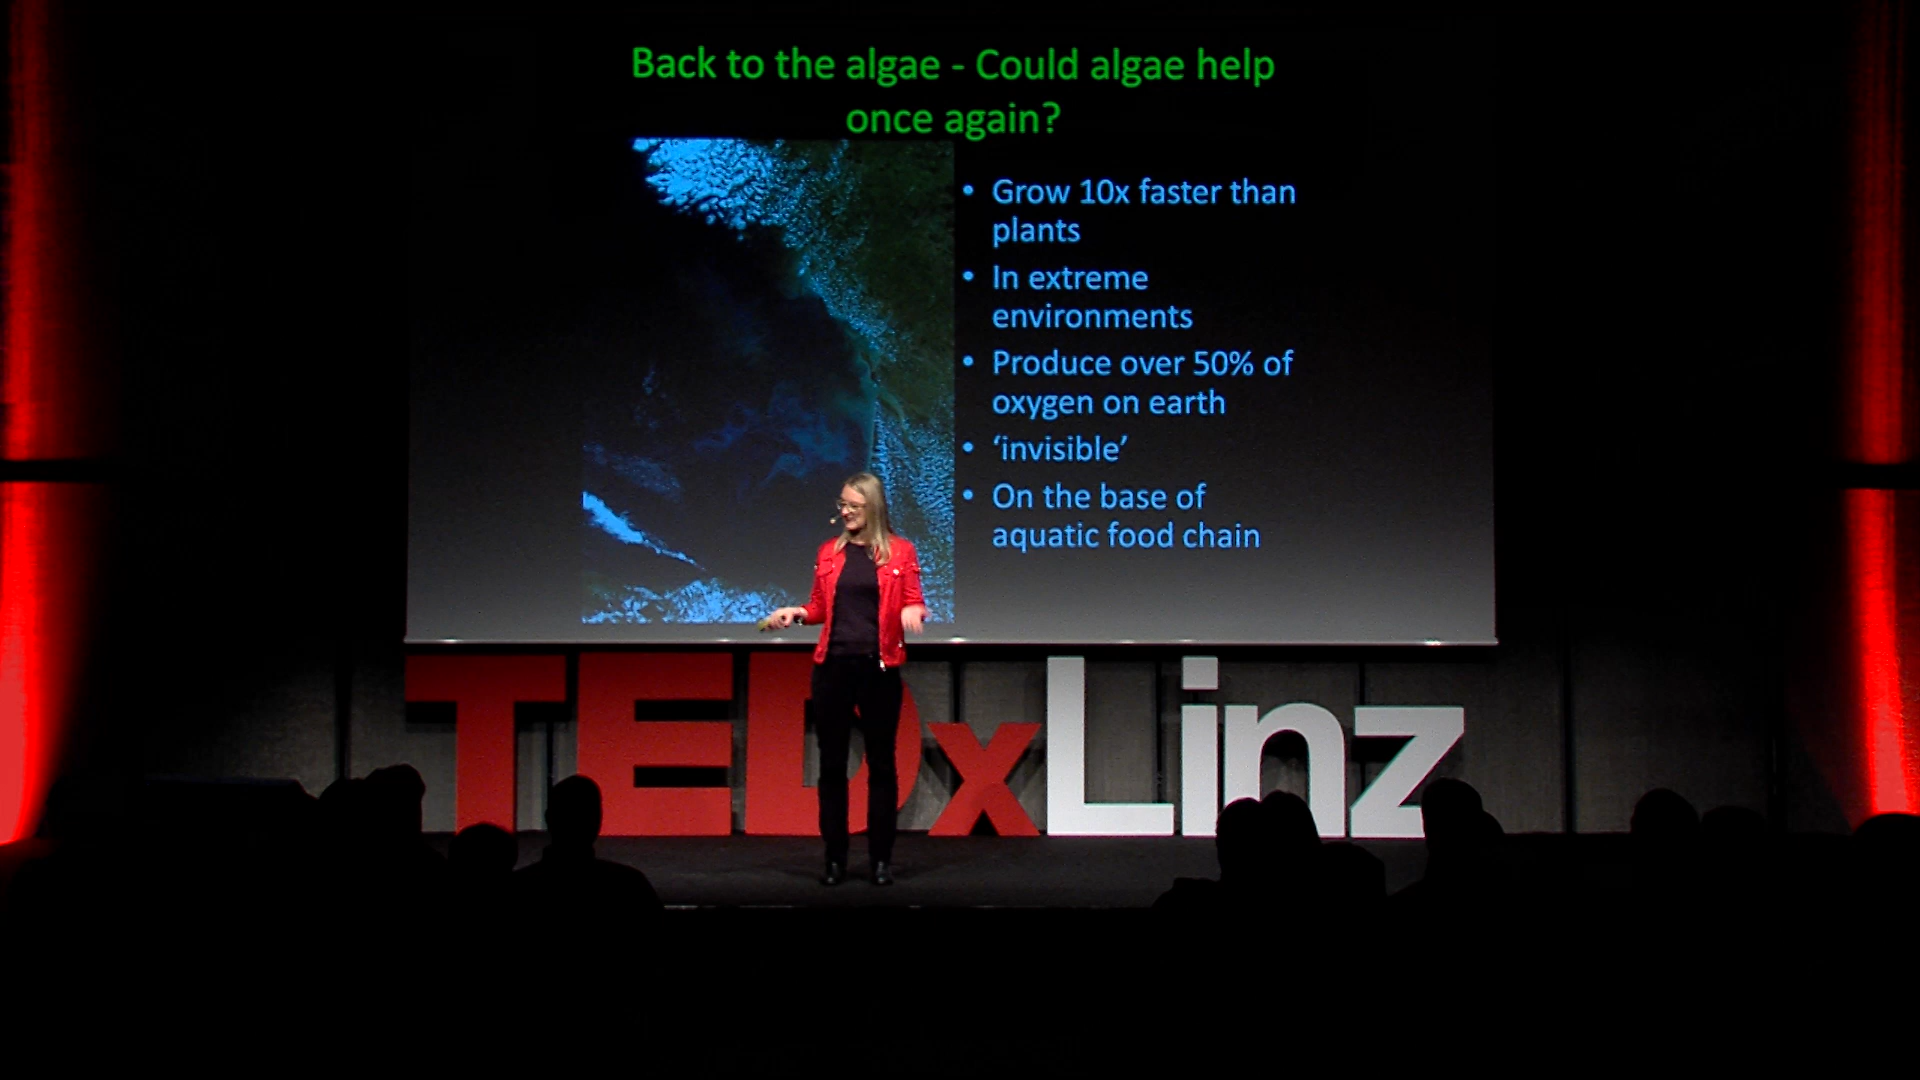 Back to the algae - Could algae help
once again?
• Grow 10x faster than
plants
• In extreme
environments
• Produce over 50% of
oxygen on earth
• ‘invisible’
• On the base of
aquatic food chain
TEDxLinz